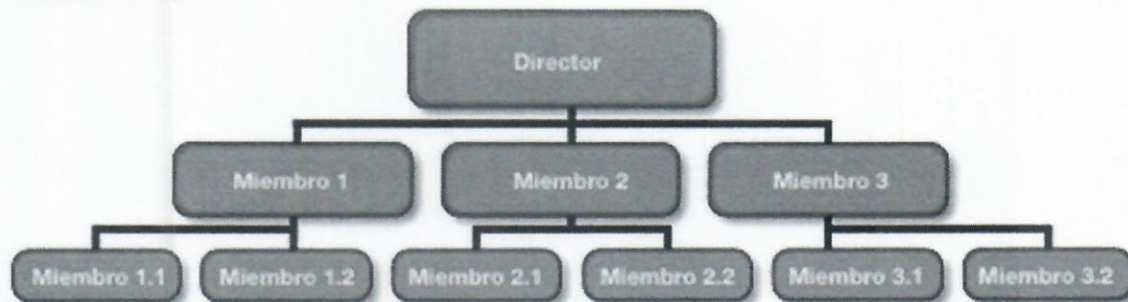 Director
Miembro 1
Miembro 2
Miembro 3
Miembro 1.1
Miembro 1.2
Miembro 2.1
Miembro 2.2
Miembro 3.1
Miembro 3.2